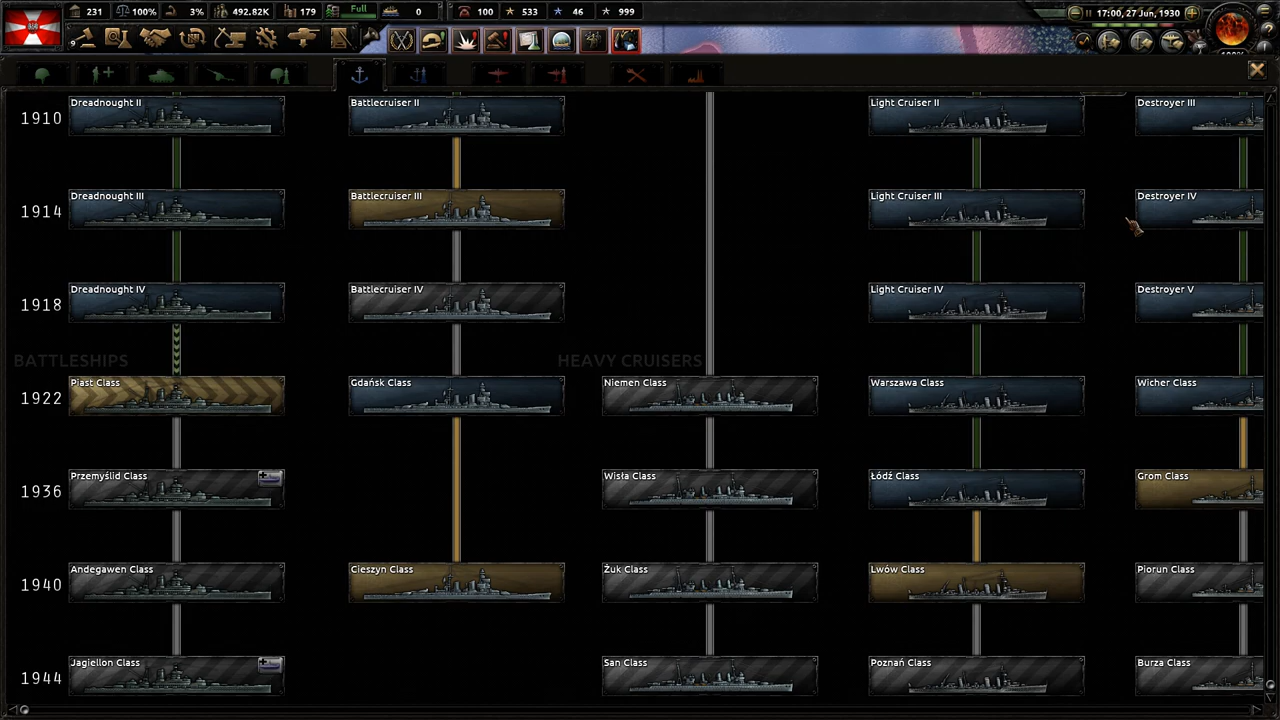 231 100% 3% 492.82K 179 Full 0 100 533 46 999 17:00, 27 Jun, 1930
9
100%
1910 Dreadnought II Battlecruiser II Light Cruiser II Destroyer III
1914 Dreadnought III Battlecruiser III Light Cruiser III Destroyer IV
1918 Dreadnought IV Battlecruiser IV Light Cruiser IV Destroyer V
BATTLESHIPS HEAVY CRUISERS
1922 Piast Class Gdańsk Class Niemen Class Warszawa Class Wicher Class
1936 Przemyślid Class Wisła Class Łódź Class Grom Class
1940 Andegawen Class Cieszyn Class Żuk Class Lwów Class Piorun Class
1944 Jagiellon Class San Class Poznań Class Burza Class